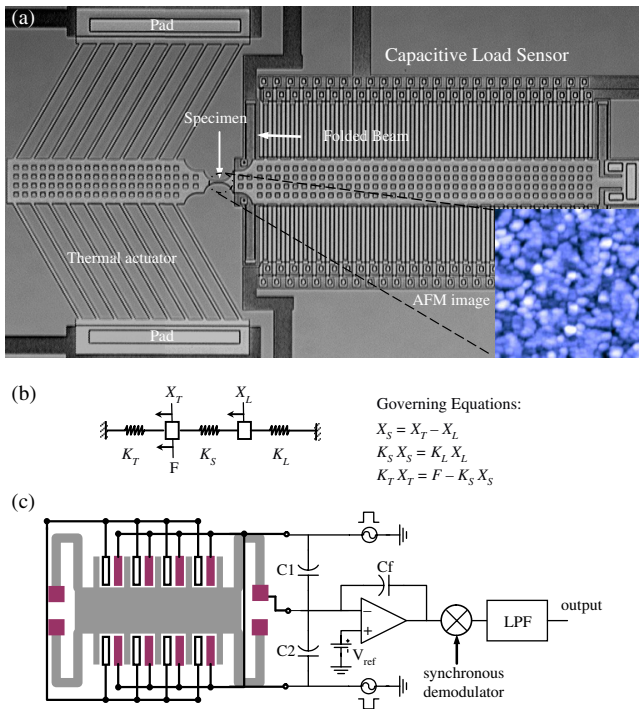 (a)
Pad
Capacitive Load Sensor
Specimen
Folded Beam
Thermal actuator
AFM image
Pad
(b)
X_T X_L
K_T K_S K_L
F
Governing Equations:
X_S = X_T – X_L
K_S X_S = K_L X_L
K_T X_T = F – K_S X_S
(c)
C1
Cf
C2
V_ref
– +
LPF
output
synchronous
demodulator